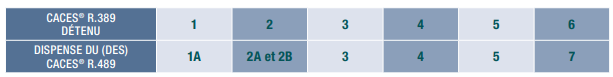 CACES® R.389
DÉTENU
1 2 3 4 5 6
DISPENSE DU (DES)
CACES® R.489
1A 2A et 2B 3 4 5 7